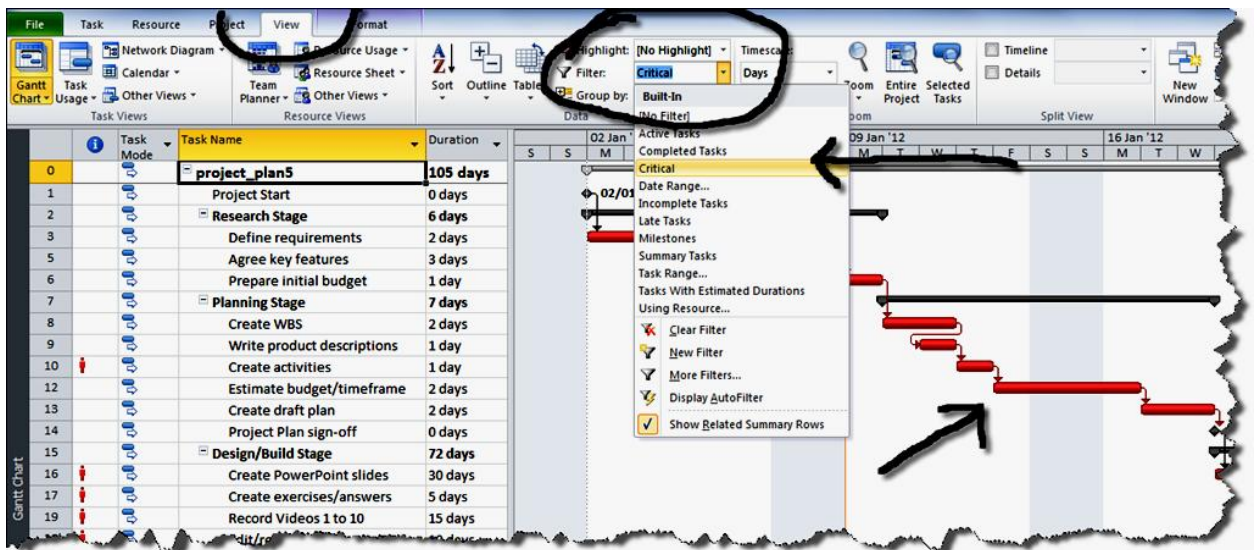 File Task Resource Project View Format
Network Diagram
Resource Usage
Highlight: [No Highlight] Timescale:
Timeline
Calendar
Resource Sheet
Filter: Critical
Days
Details
Gantt Chart
Task Usage
Other Views
Team Planner
Other Views
Sort Outline Tables
Group by:
Zoom Entire Project Selected Tasks
New Window
Task Views Resource Views Data Zoom Split View
Built-In
[No Filter]
Active Tasks
Completed Tasks
Critical
Date Range...
Incomplete Tasks
Late Tasks
Milestones
Summary Tasks
Task Range...
Tasks With Estimated Durations
Using Resource...
Clear Filter
New Filter
More Filters...
Display AutoFilter
Show Related Summary Rows
Task Mode Task Name Duration
02 Jan 09 Jan '12 16 Jan '12
S S M M T W T F S S M T W
0 project_plan5 105 days
1 Project Start 0 days 02/01
2 Research Stage 6 days
3 Define requirements 2 days
5 Agree key features 3 days
6 Prepare initial budget 1 day
7 Planning Stage 7 days
8 Create WBS 2 days
9 Write product descriptions 1 day
10 Create activities 1 day
12 Estimate budget/timeframe 2 days
13 Create draft plan 2 days
14 Project Plan sign-off 0 days
15 Design/Build Stage 72 days
16 Create PowerPoint slides 30 days
17 Create exercises/answers 5 days
19 Record Videos 1 to 10 15 days
Gantt Chart